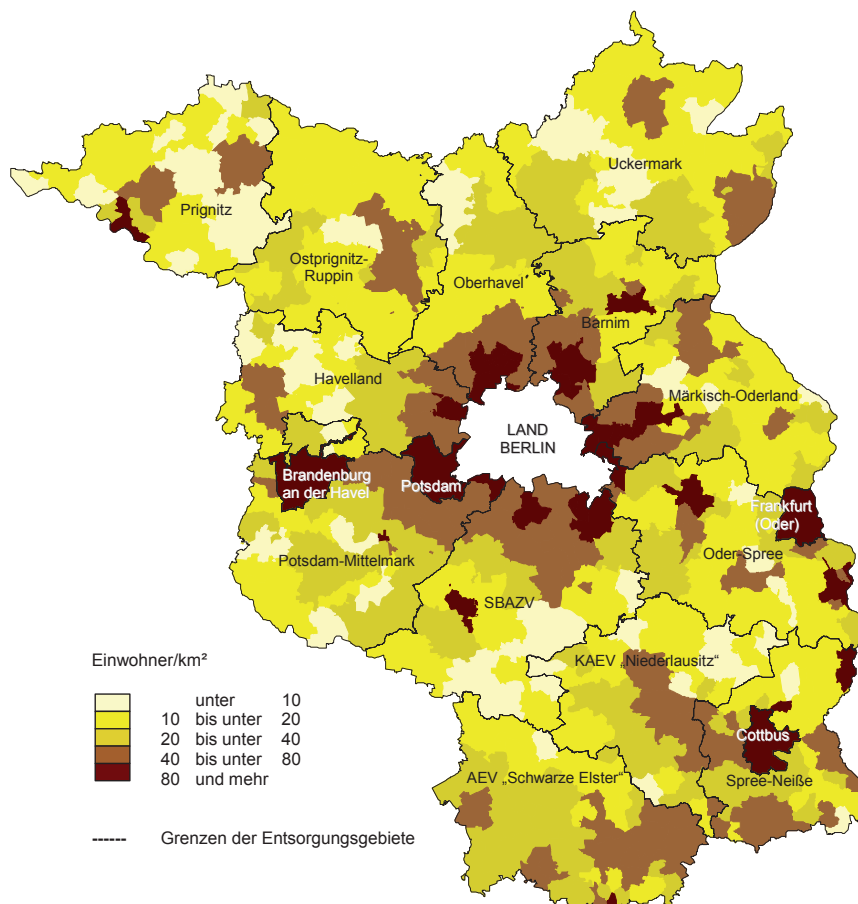 Uckermark
Prignitz
Ostprignitz-
Ruppin
Oberhavel
Barnim
Havelland
Märkisch-Oderland
LAND
BERLIN
Brandenburg
an der Havel
Potsdam
Frankfurt
(Oder)
Oder-Spree
Potsdam-Mittelmark
SBAZV
KAEV „Niederlausitz“
Cottbus
AEV „Schwarze Elster“
Spree-Neiße
Einwohner/km²
unter 10
10 bis unter 20
20 bis unter 40
40 bis unter 80
80 und mehr
------ Grenzen der Entsorgungsgebiete